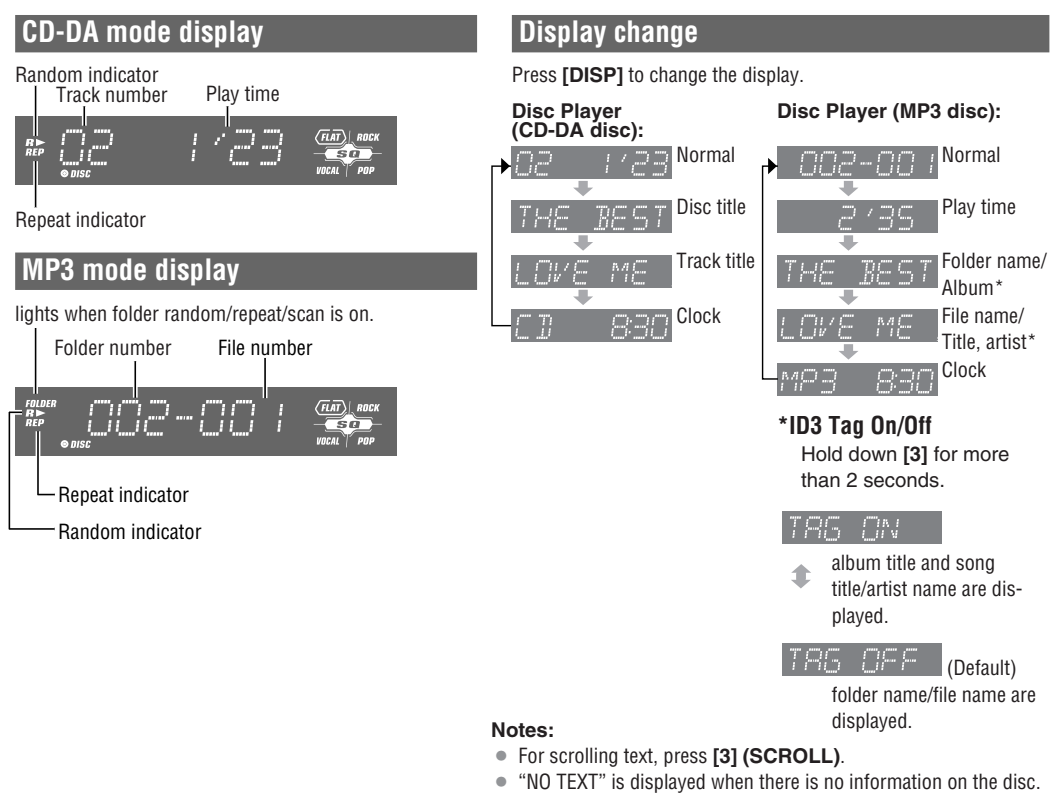 CD-DA mode display
Random indicator
Track number
Play time
R▶
REP
02 1′23
DISC
FLAT
ROCK
SQ
VOCAL
POP
Repeat indicator
MP3 mode display
lights when folder random/repeat/scan is on.
Folder number
File number
FOLDER
R▶
REP
002-001
DISC
FLAT
ROCK
SQ
VOCAL
POP
Repeat indicator
Random indicator
Display change
Press [DISP] to change the display.
Disc Player
(CD-DA disc):
02 1′23 Normal
THE BEST Disc title
LOVE ME Track title
CD 8:30 Clock
Disc Player (MP3 disc):
002-001 Normal
2′35 Play time
THE BEST Folder name/
Album*
LOVE ME File name/
Title, artist*
MP3 8:30 Clock
*ID3 Tag On/Off
Hold down [3] for more
than 2 seconds.
TAG ON
album title and song
title/artist name are dis-
played.
TAG OFF (Default)
folder name/file name are
displayed.
Notes:
● For scrolling text, press [3] (SCROLL).
● “NO TEXT” is displayed when there is no information on the disc.